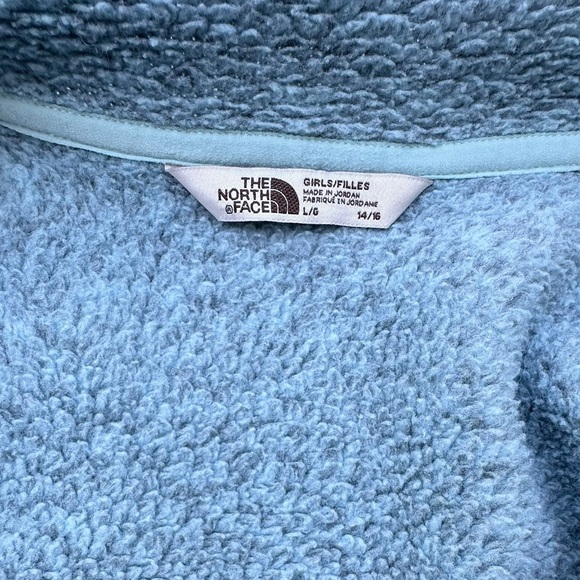 THE
NORTH
FACE
GIRLS/FILLES
MADE IN JORDAN
FABRIQUÉ EN JORDANIE
L/G 14/16